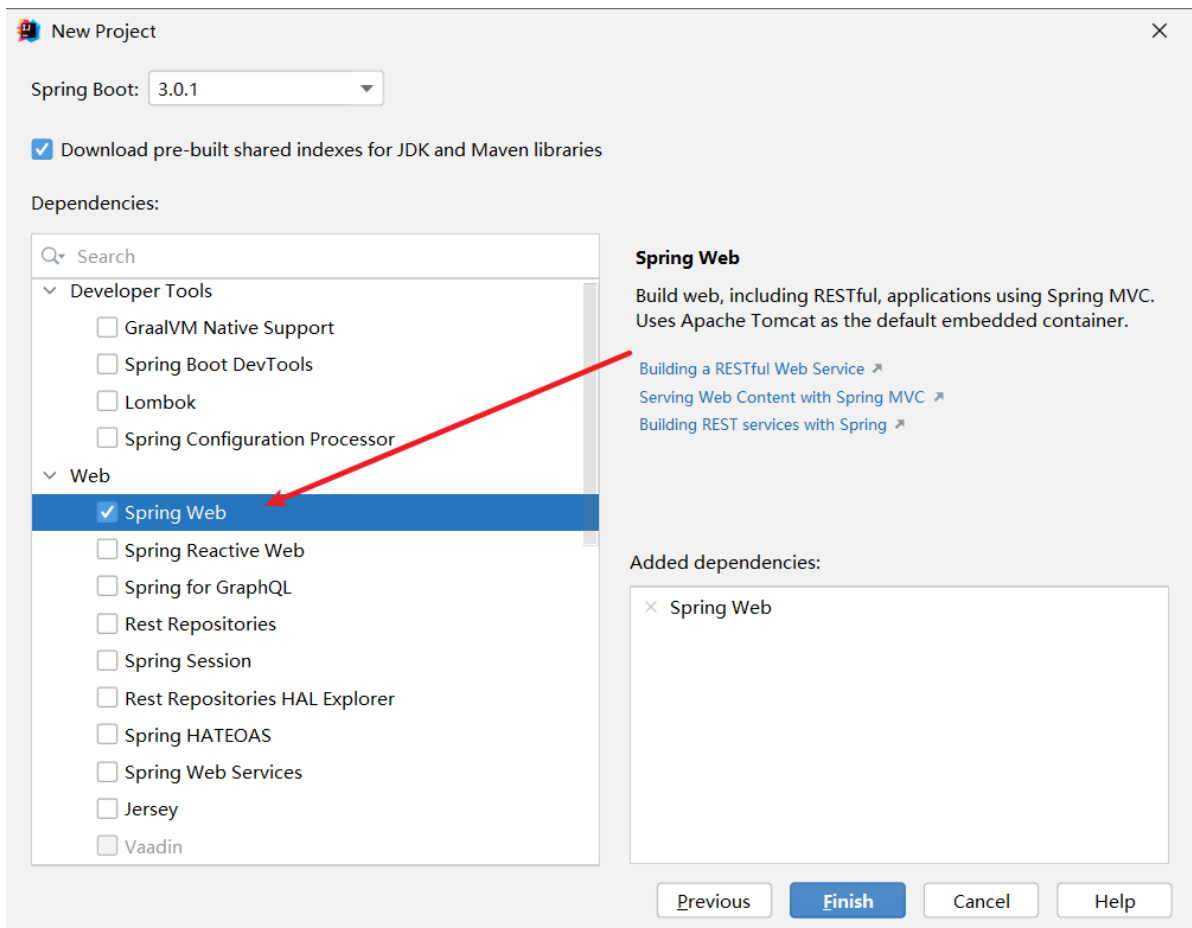 New Project
Spring Boot: 3.0.1
Download pre-built shared indexes for JDK and Maven libraries
Dependencies:
Search
Developer Tools
GraalVM Native Support
Spring Boot DevTools
Lombok
Spring Configuration Processor
Web
Spring Web
Spring Reactive Web
Spring for GraphQL
Rest Repositories
Spring Session
Rest Repositories HAL Explorer
Spring HATEOAS
Spring Web Services
Jersey
Vaadin
Spring Web
Build web, including RESTful, applications using Spring MVC.
Uses Apache Tomcat as the default embedded container.
Building a RESTful Web Service
Serving Web Content with Spring MVC
Building REST services with Spring
Added dependencies:
Spring Web
Previous Finish Cancel Help